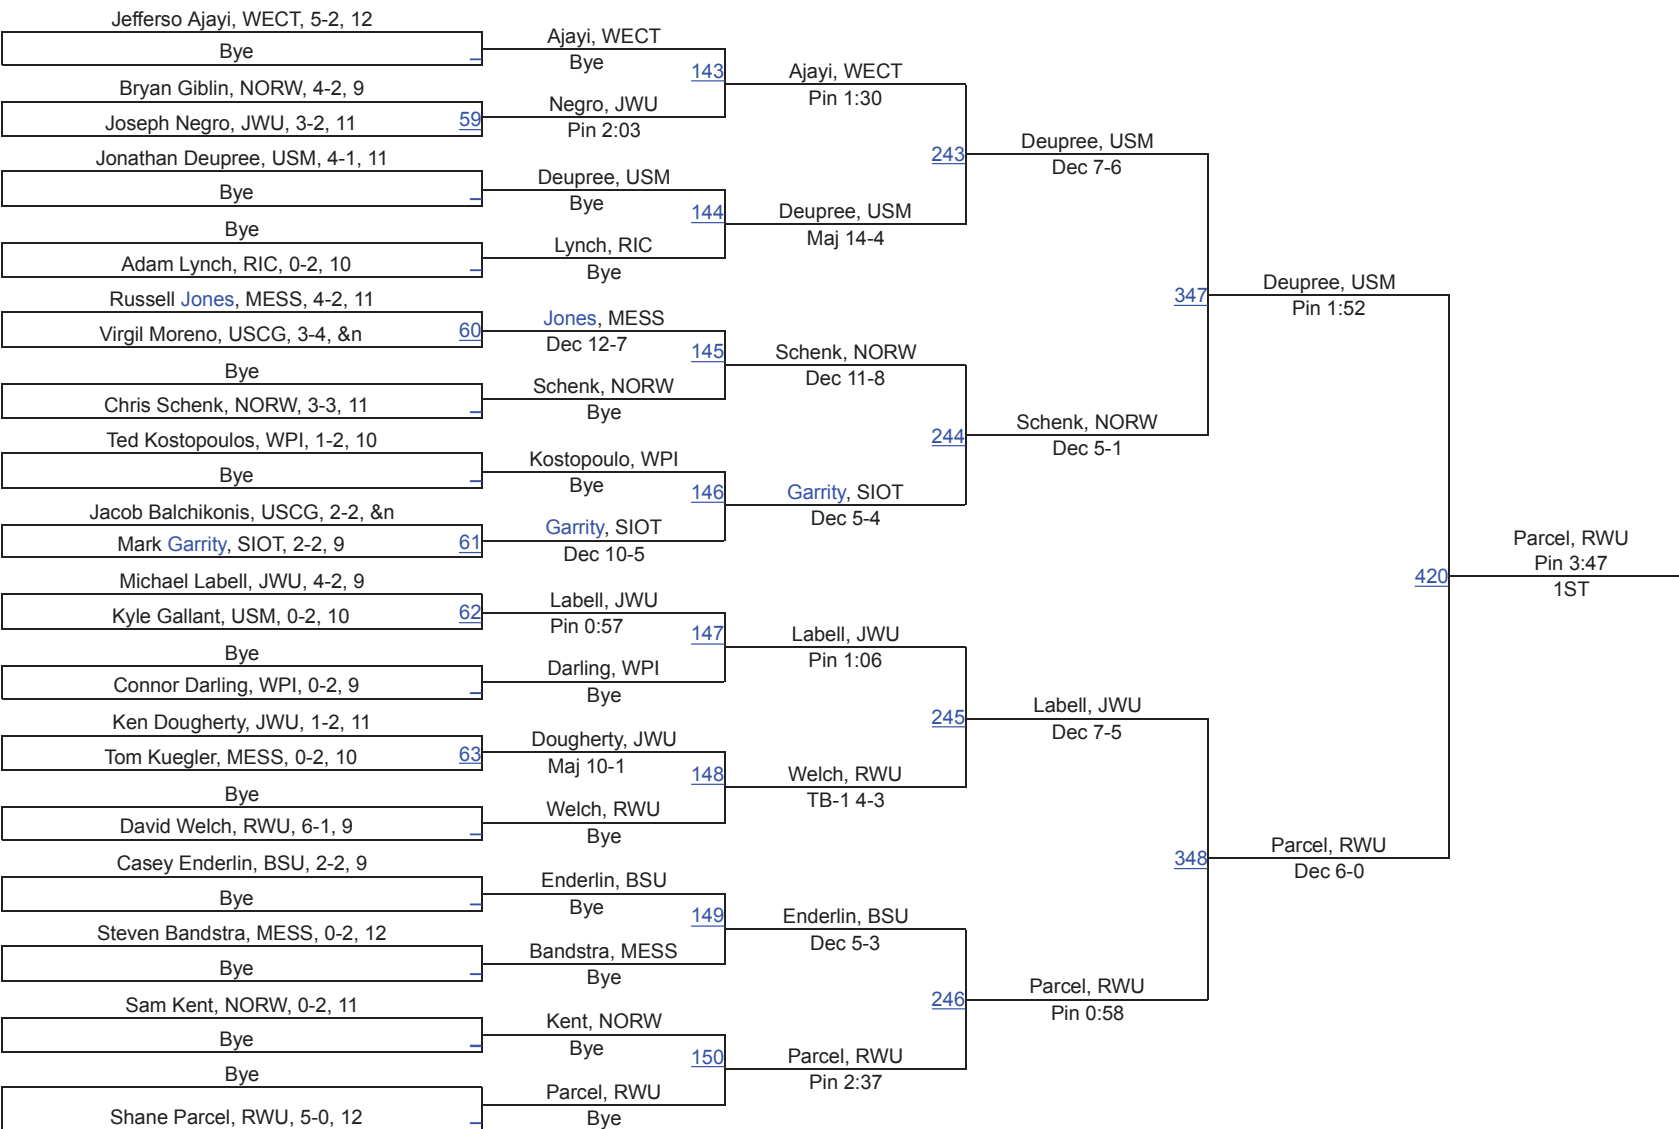 Jefferso Ajayi, WECT, 5-2, 12
Bye
Bryan Giblin, NORW, 4-2, 9
Joseph Negro, JWU, 3-2, 11
59
Jonathan Deupree, USM, 4-1, 11
Bye
Bye
Adam Lynch, RIC, 0-2, 10
Russell Jones, MESS, 4-2, 11
Virgil Moreno, USCG, 3-4, &n
60
Bye
Chris Schenk, NORW, 3-3, 11
Ted Kostopoulos, WPI, 1-2, 10
Bye
Jacob Balchikonis, USCG, 2-2, &n
Mark Garrity, SIOT, 2-2, 9
61
Michael Labell, JWU, 4-2, 9
Kyle Gallant, USM, 0-2, 10
62
Bye
Connor Darling, WPI, 0-2, 9
Ken Dougherty, JWU, 1-2, 11
Tom Kuegler, MESS, 0-2, 10
63
Bye
David Welch, RWU, 6-1, 9
Casey Enderlin, BSU, 2-2, 9
Bye
Steven Bandstra, MESS, 0-2, 12
Bye
Sam Kent, NORW, 0-2, 11
Bye
Bye
Shane Parcel, RWU, 5-0, 12
Ajayi, WECT
Bye
143
Negro, JWU
Pin 2:03
Deupree, USM
Bye
144
Lynch, RIC
Bye
Jones, MESS
Dec 12-7
145
Schenk, NORW
Bye
Kostopoulo, WPI
Bye
146
Garrity, SIOT
Dec 10-5
Labell, JWU
Pin 0:57
147
Darling, WPI
Bye
Dougherty, JWU
Maj 10-1
148
Welch, RWU
Bye
Enderlin, BSU
Bye
149
Bandstra, MESS
Bye
Kent, NORW
Bye
150
Parcel, RWU
Bye
Ajayi, WECT
Pin 1:30
243
Deupree, USM
Maj 14-4
Schenk, NORW
Dec 11-8
244
Garrity, SIOT
Dec 5-4
Labell, JWU
Pin 1:06
245
Welch, RWU
TB-1 4-3
Enderlin, BSU
Dec 5-3
246
Parcel, RWU
Pin 2:37
Deupree, USM
Dec 7-6
347
Schenk, NORW
Dec 5-1
Labell, JWU
Dec 7-5
348
Parcel, RWU
Pin 0:58
Deupree, USM
Pin 1:52
420
Parcel, RWU
Dec 6-0
Parcel, RWU
Pin 3:47
1ST